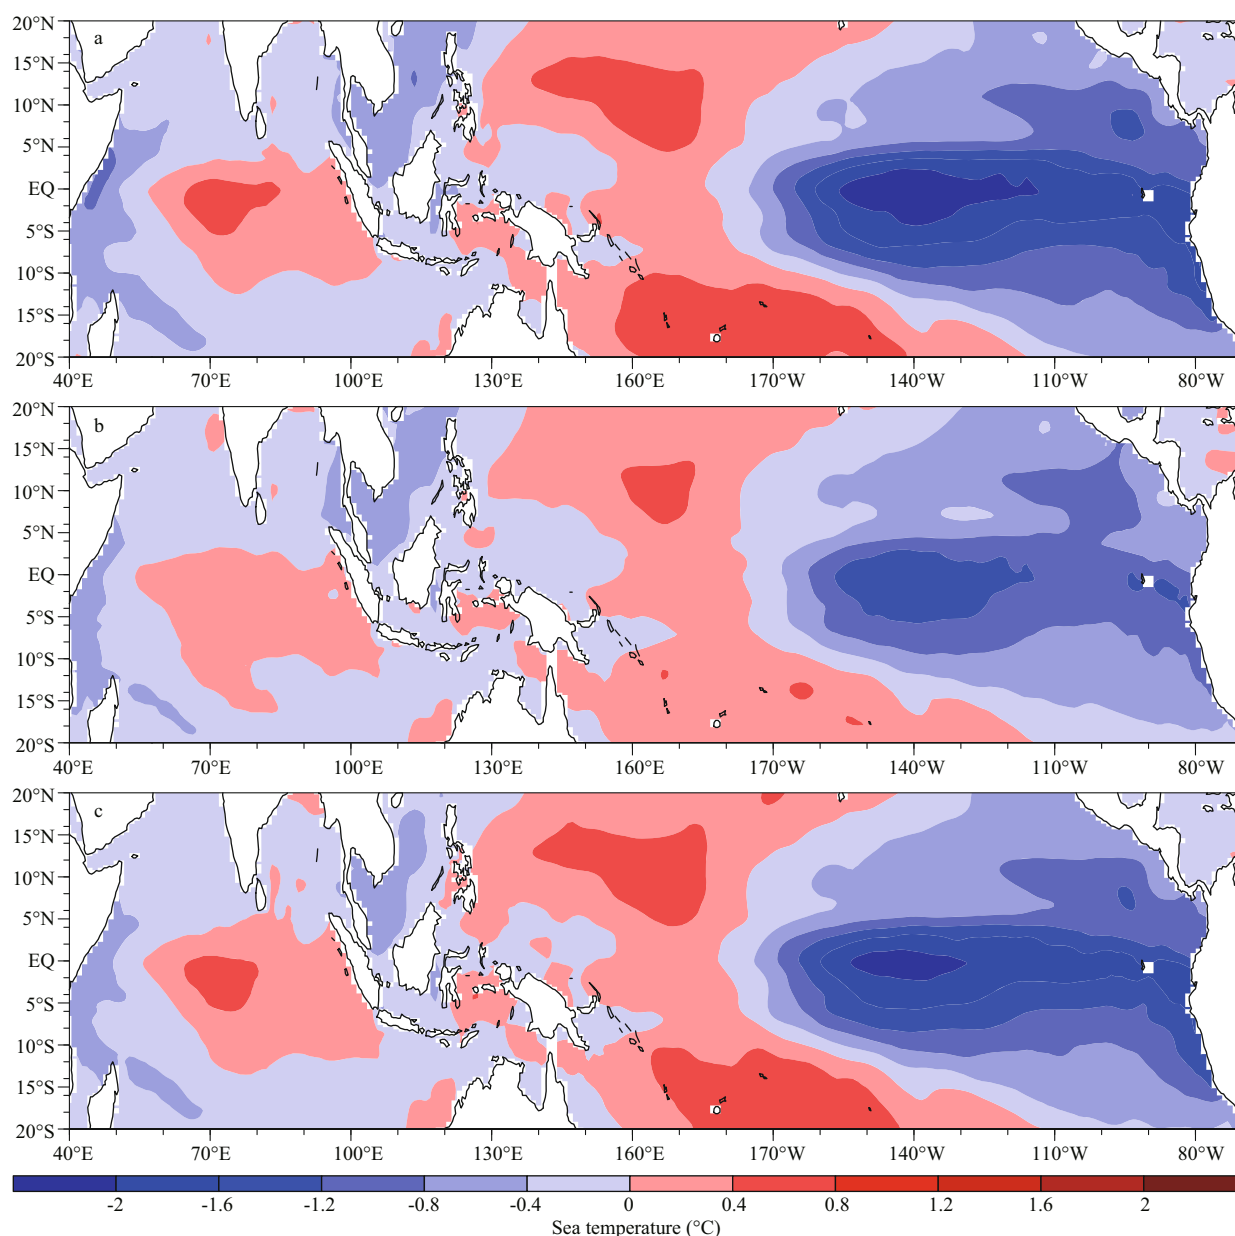 20°N
a
15°N
10°N
5°N
EQ
5°S
10°S
15°S
20°S
40°E 70°E 100°E 130°E 160°E 170°W 140°W 110°W 80°W
20°N
b
15°N
10°N
5°N
EQ
5°S
10°S
15°S
20°S
40°E 70°E 100°E 130°E 160°E 170°W 140°W 110°W 80°W
20°N
c
15°N
10°N
5°N
EQ
5°S
10°S
15°S
20°S
40°E 70°E 100°E 130°E 160°E 170°W 140°W 110°W 80°W
-2 -1.6 -1.2 -0.8 -0.4 0 0.4 0.8 1.2 1.6 2
Sea temperature (°C)